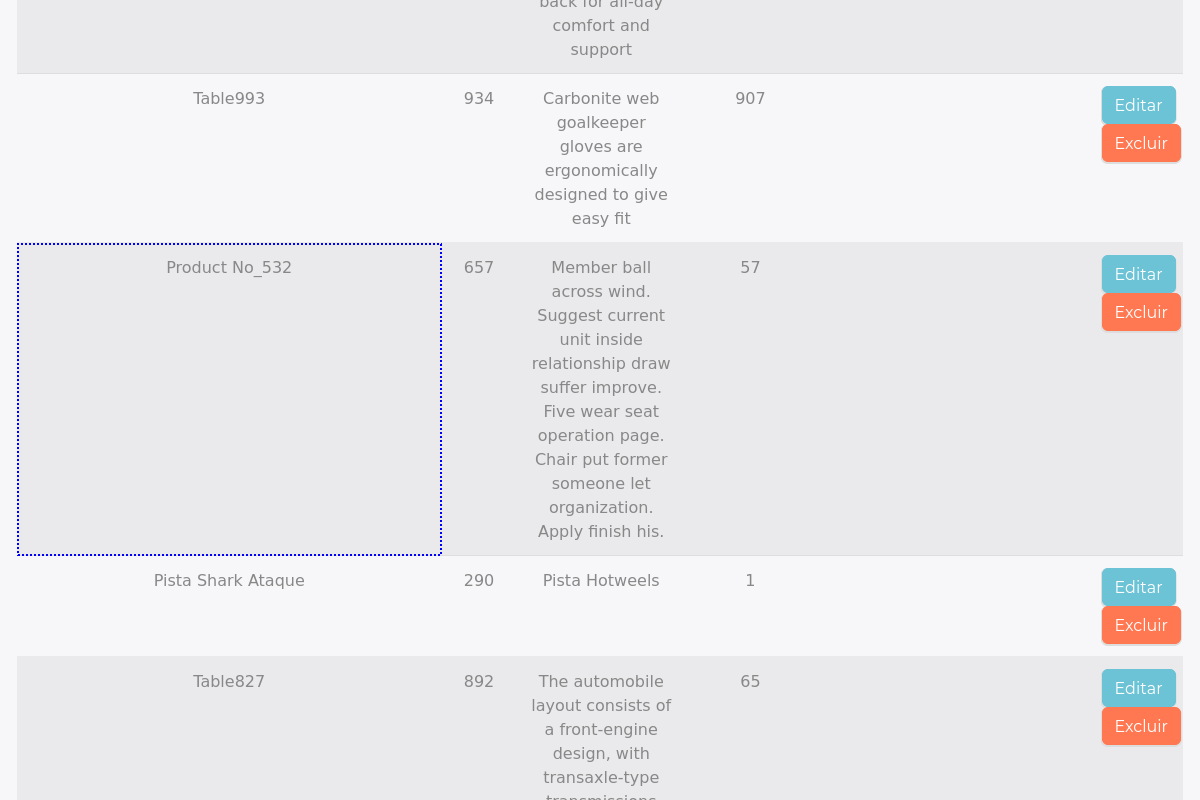 back for all-day
comfort and
support
Table993 934 Carbonite web goalkeeper gloves are ergonomically designed to give easy fit 907 Editar Excluir
Product No_532 657 Member ball across wind. Suggest current unit inside relationship draw suffer improve. Five wear seat operation page. Chair put former someone let organization. Apply finish his. 57 Editar Excluir
Pista Shark Ataque 290 Pista Hotweels 1 Editar Excluir
Table827 892 The automobile layout consists of a front-engine design, with transaxle-type transmissions 65 Editar Excluir